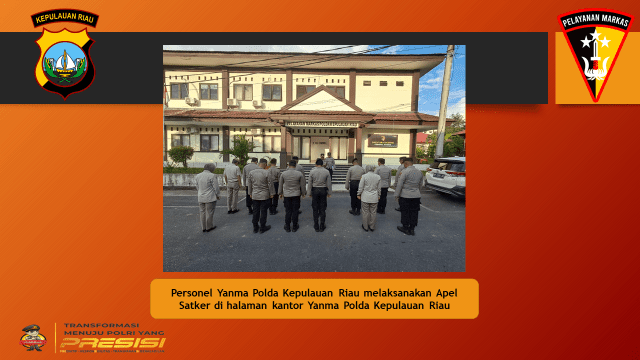 KEPULAUAN RIAU
PELAYANAN MARKAS
Personel Yanma Polda Kepulauan Riau melaksanakan Apel
Satker di halaman kantor Yanma Polda Kepulauan Riau
TRANSFORMASI
MENUJU POLRI YANG
PRESISI